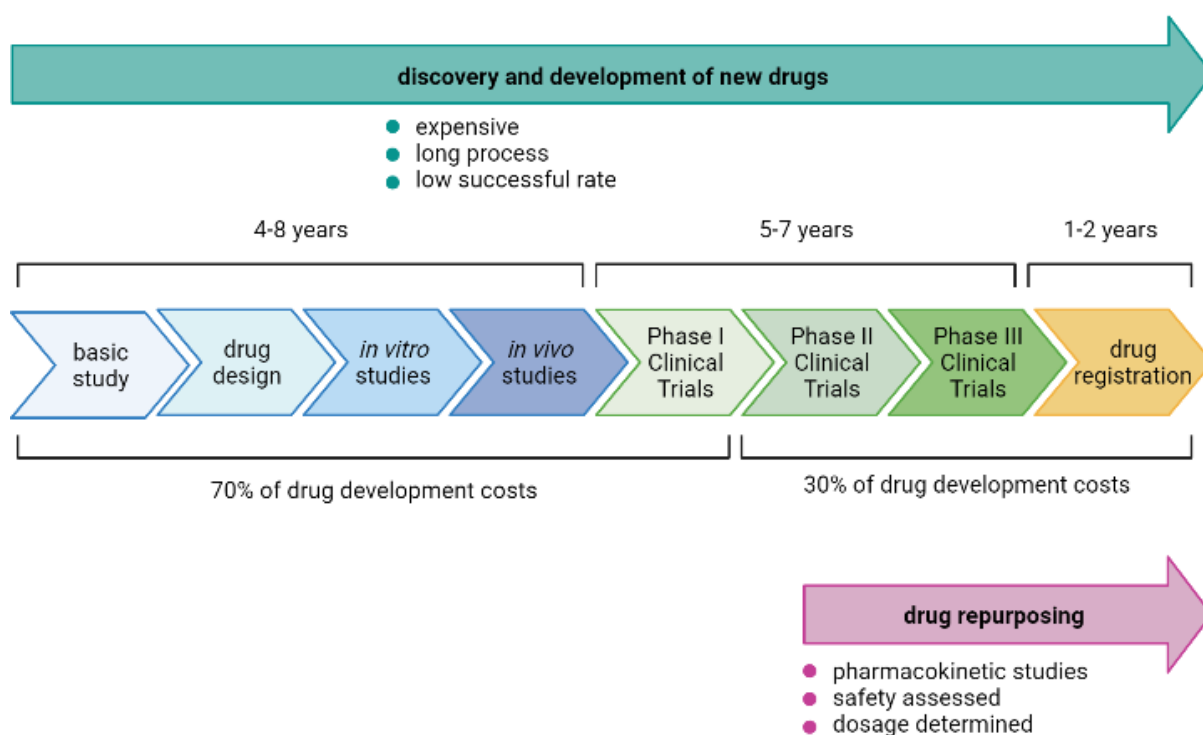 discovery and development of new drugs
expensive
long process
low successful rate
4-8 years
5-7 years
1-2 years
basic
study
drug
design
in vitro
studies
in vivo
studies
Phase I
Clinical
Trials
Phase II
Clinical
Trials
Phase III
Clinical
Trials
drug
registration
70% of drug development costs
30% of drug development costs
drug repurposing
pharmacokinetic studies
safety assessed
dosage determined